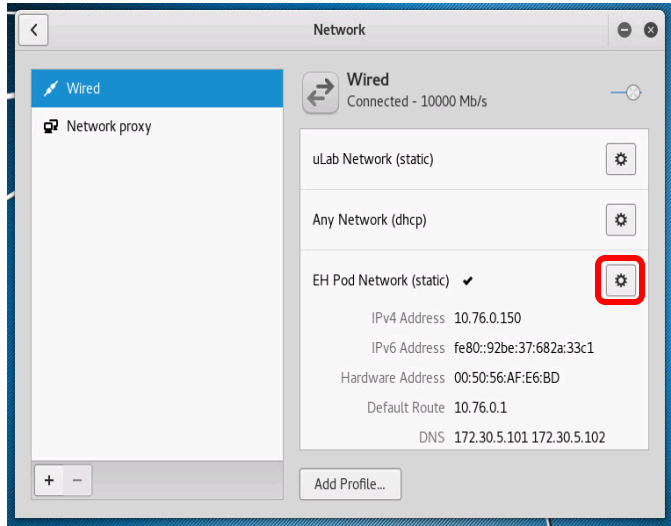 Network
Wired
Network proxy
Wired
Connected - 10000 Mb/s
uLab Network (static)
Any Network (dhcp)
EH Pod Network (static)
IPv4 Address 10.76.0.150
IPv6 Address fe80::92be:37:682a:33c1
Hardware Address 00:50:56:AF:E6:BD
Default Route 10.76.0.1
DNS 172.30.5.101 172.30.5.102
Add Profile...